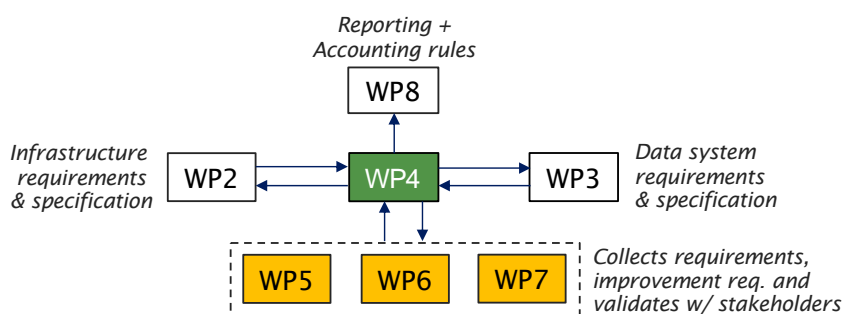 Reporting +
Accounting rules
WP8
Infrastructure
requirements
& specification
WP2
WP4
WP3
Data system
requirements
& specification
WP5
WP6
WP7
Collects requirements,
improvement req. and
validates w/ stakeholders